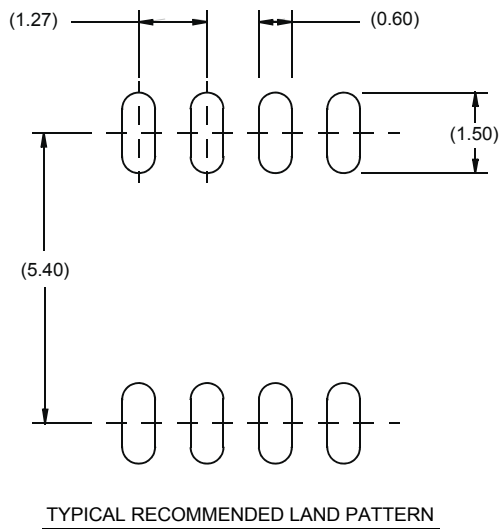 (1.27)
(0.60)
(1.50)
(5.40)
TYPICAL RECOMMENDED LAND PATTERN